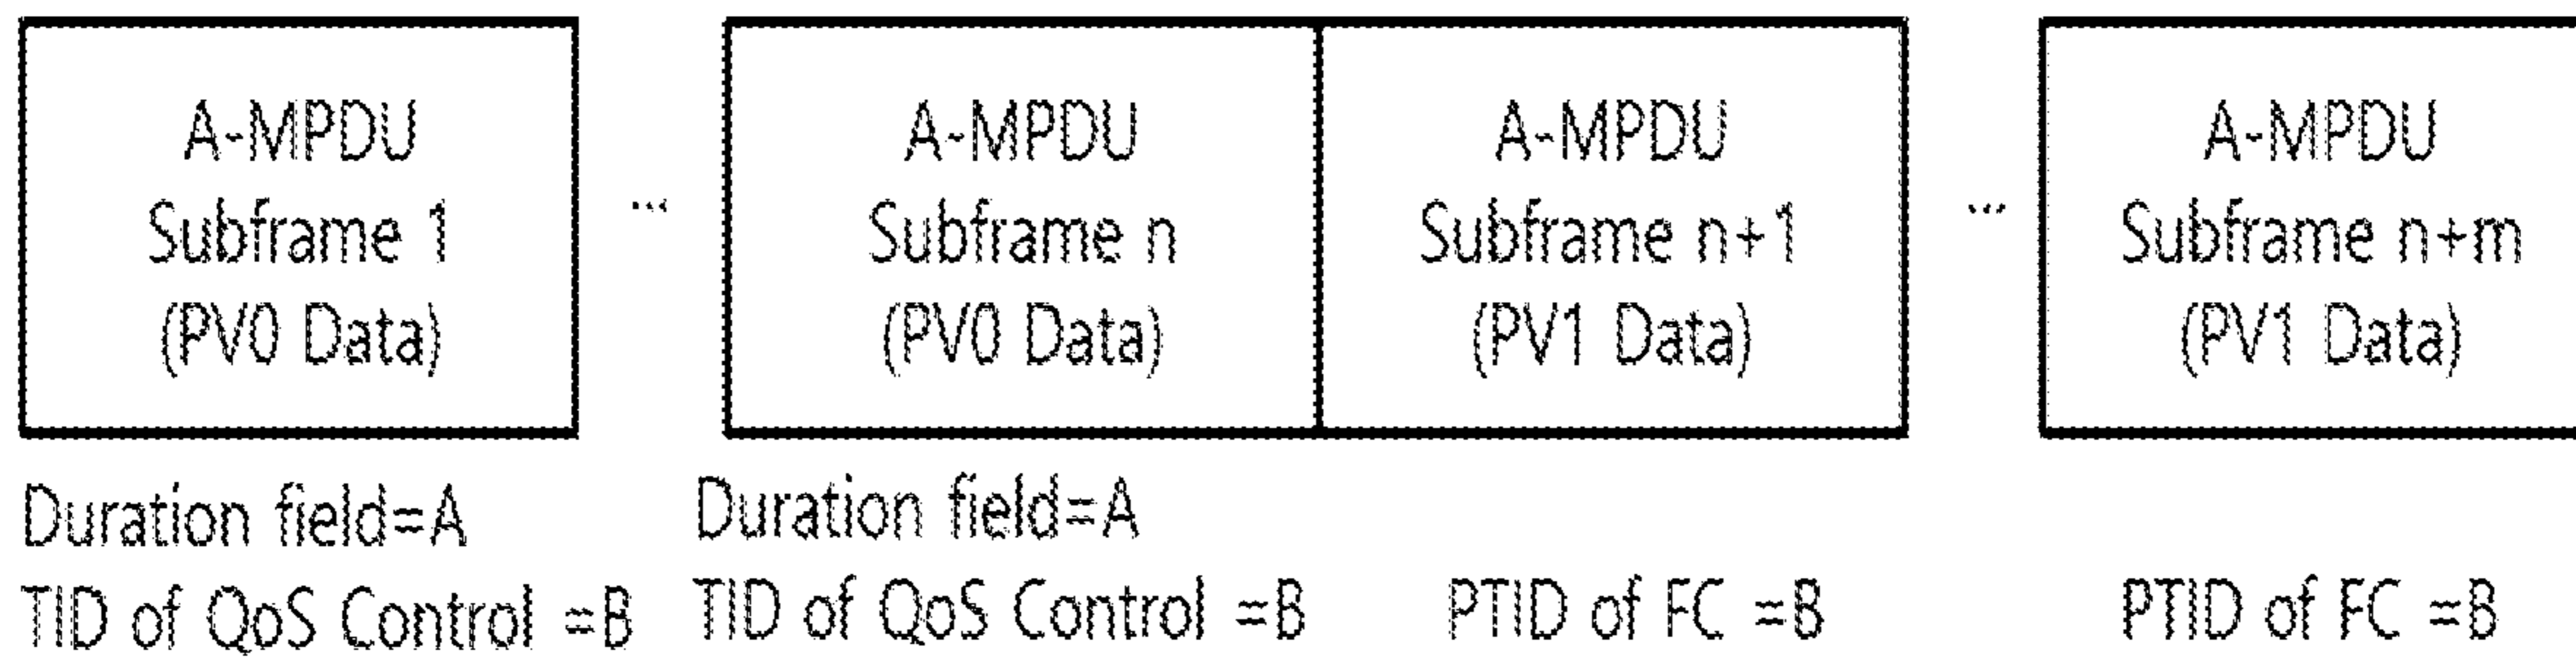 A-MPDU
Subframe 1
(PV0 Data)
...
A-MPDU
Subframe n
(PV0 Data)
A-MPDU
Subframe n+1
(PV1 Data)
...
A-MPDU
Subframe n+m
(PV1 Data)
Duration field=A
TID of QoS Control =B
Duration field=A
TID of QoS Control =B
PTID of FC =B
PTID of FC =B